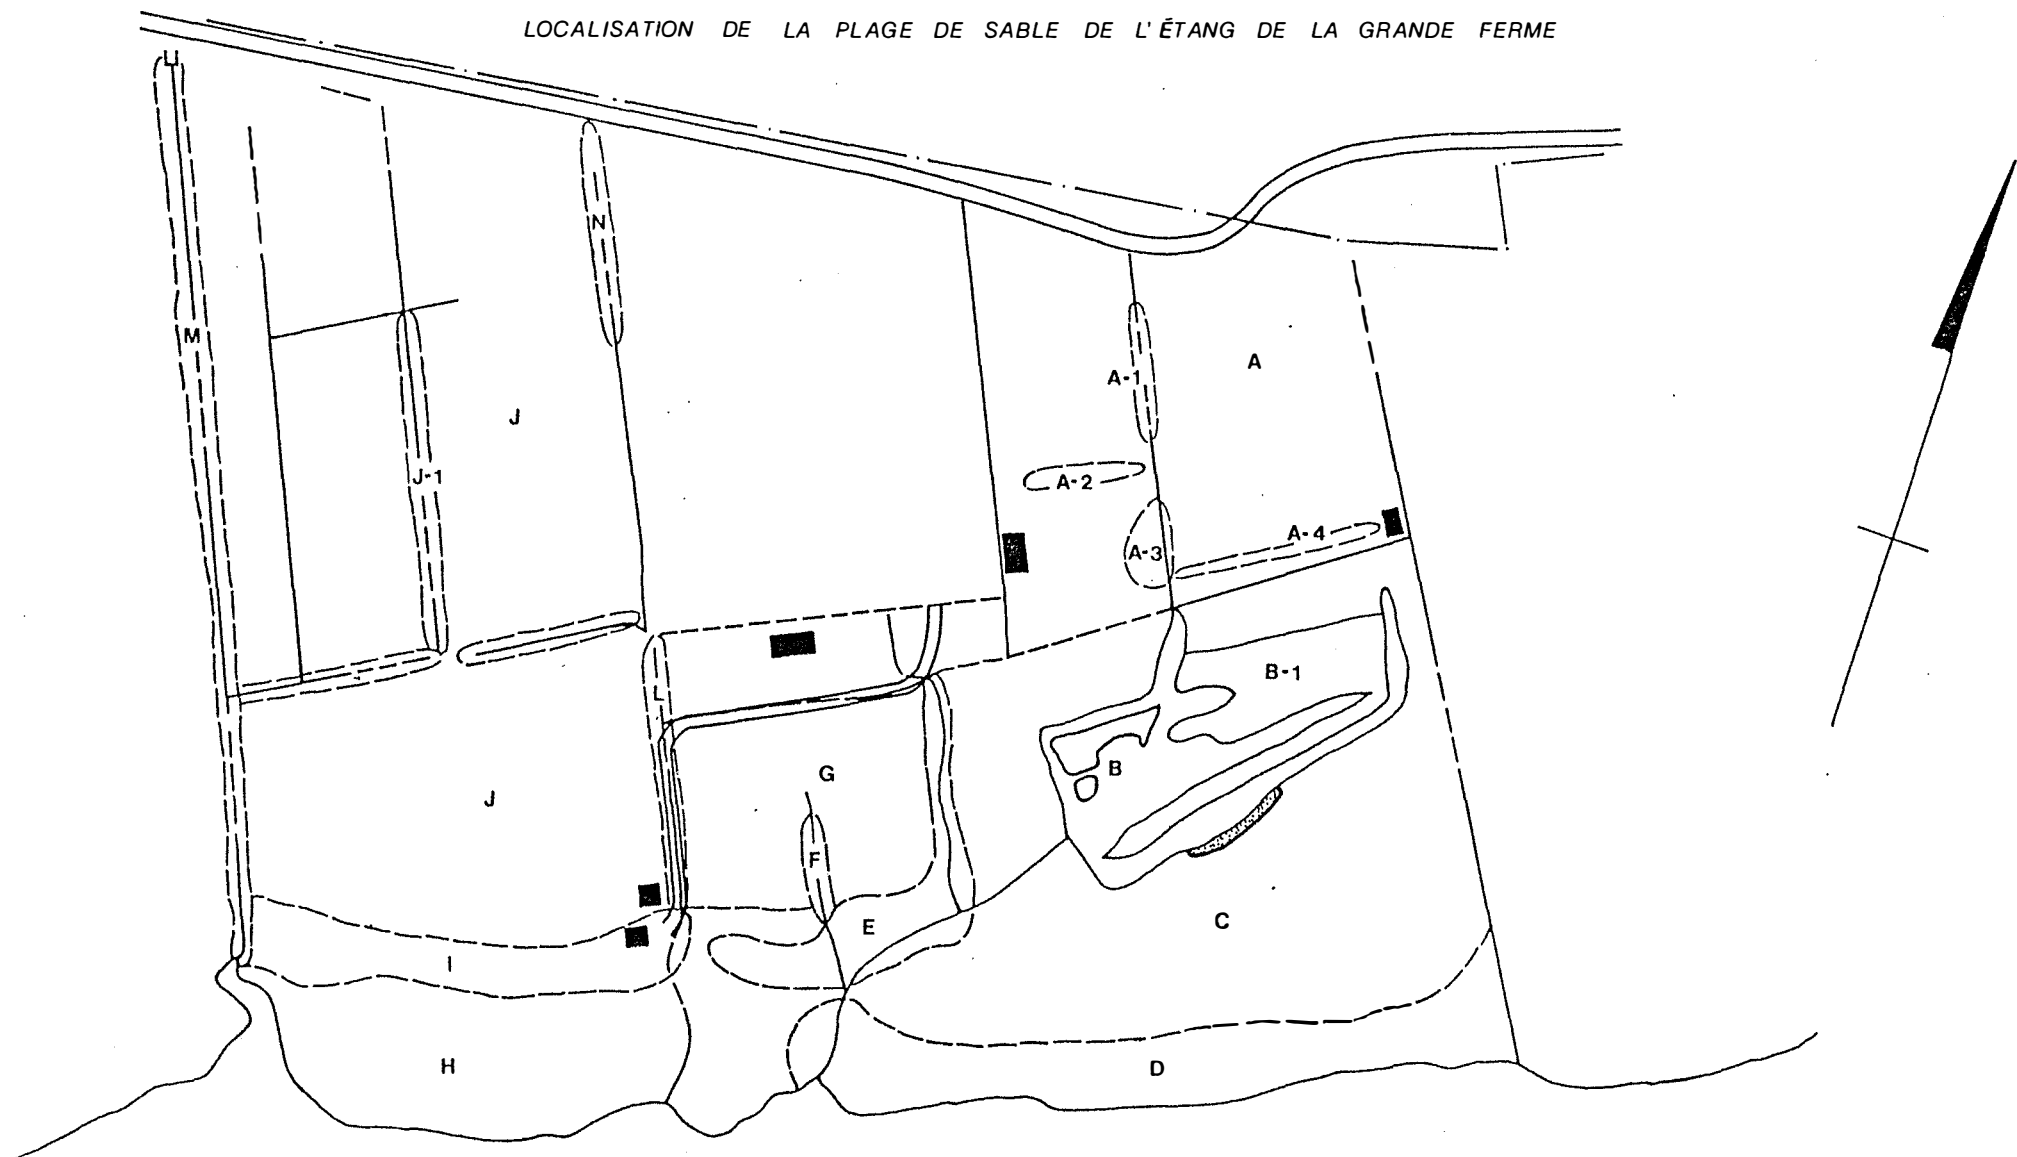 LOCALISATION DE LA PLAGE DE SABLE DE L'ÉTANG DE LA GRANDE FERME
N
M
A
A-1
J
J-1
A-2
A-4
A-3
B-1
L
B
G
J
F
C
E
I
H
D